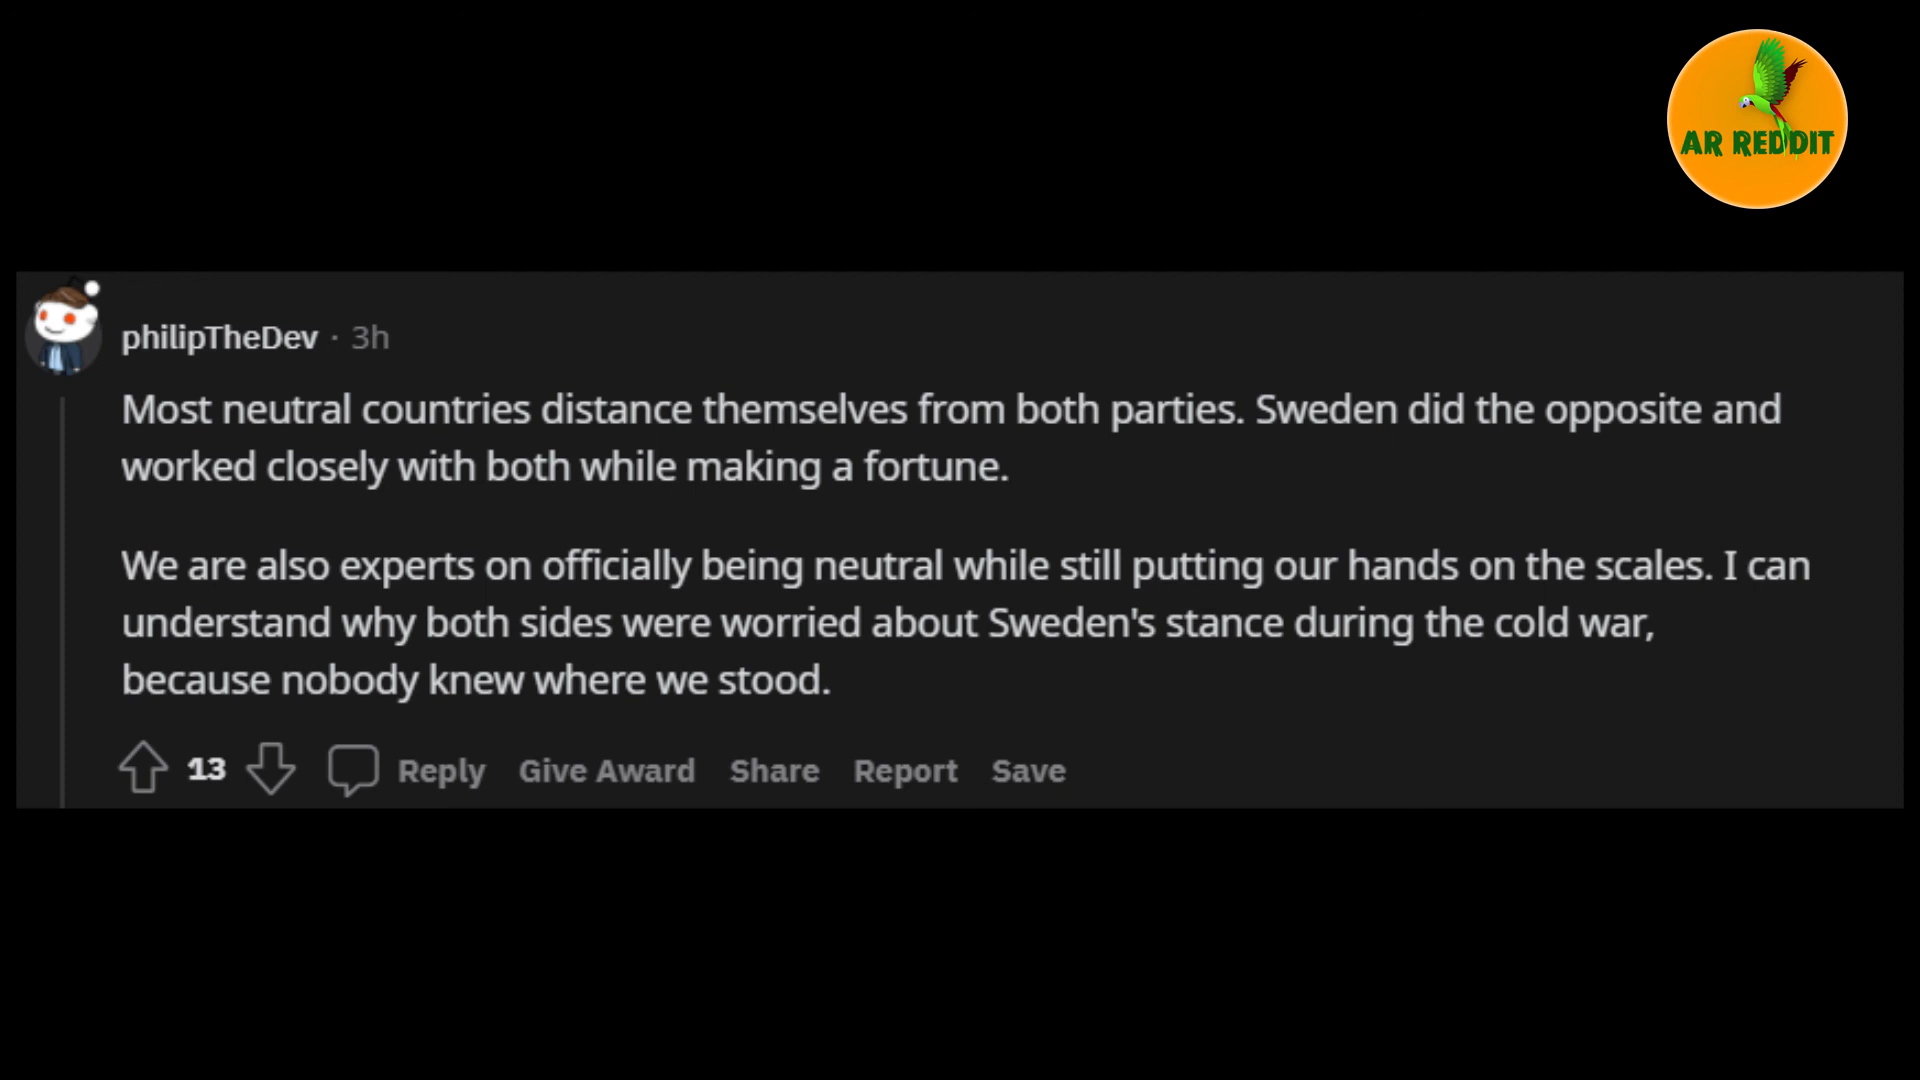 AR REDDIT
philipTheDev · 3h
Most neutral countries distance themselves from both parties. Sweden did the opposite and
worked closely with both while making a fortune.
We are also experts on officially being neutral while still putting our hands on the scales. I can
understand why both sides were worried about Sweden's stance during the cold war,
because nobody knew where we stood.
13 Reply Give Award Share Report Save